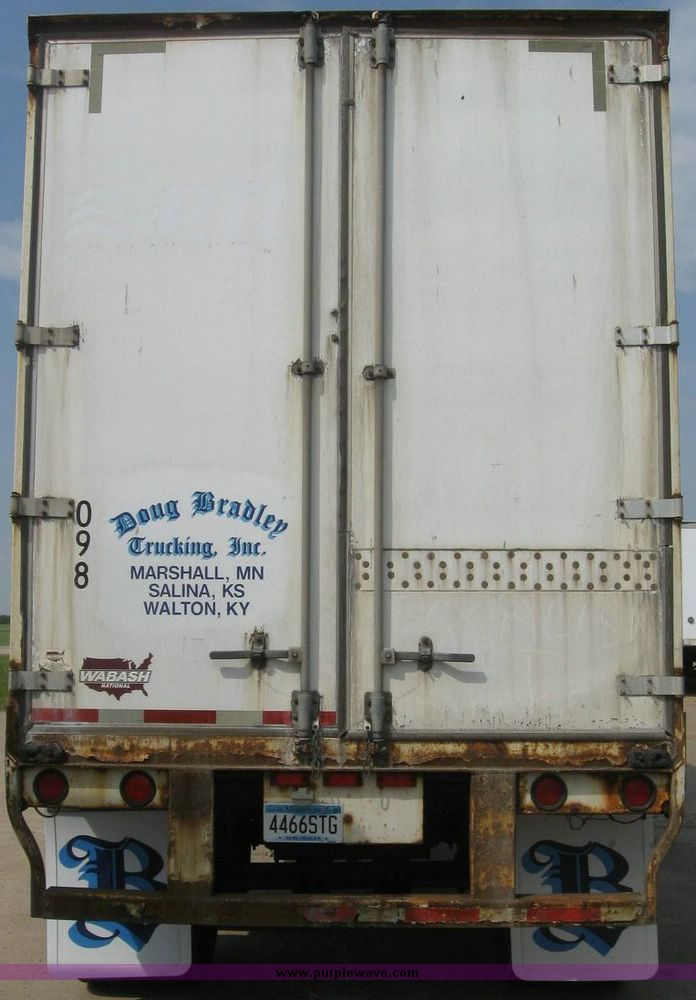 Doug Bradley
Trucking, Inc.
MARSHALL, MN
SALINA, KS
WALTON, KY
098
WABASH
NATIONAL
4466STG
B
B
www.purplewave.com